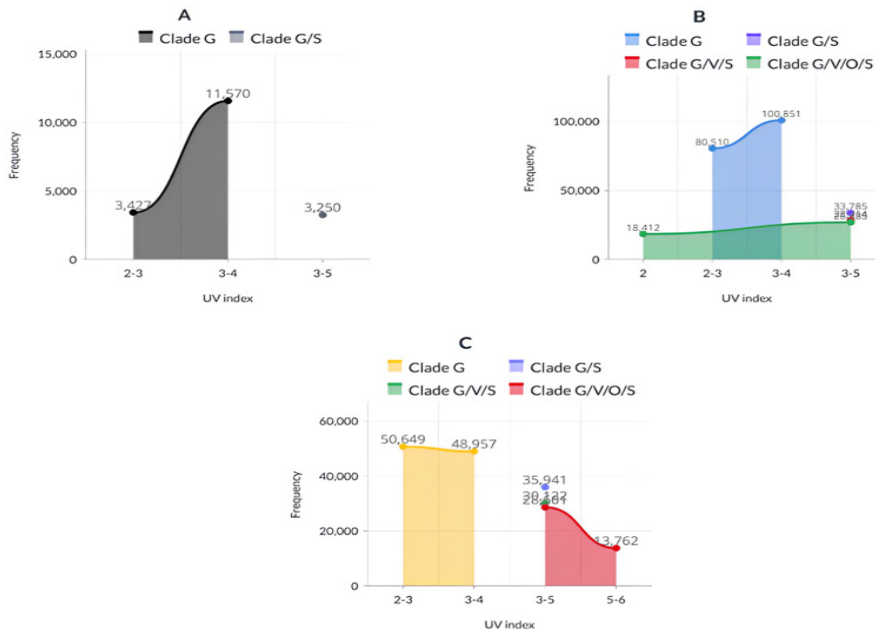 A
Clade G Clade G/S
15,000
11,570
10,000
Frequency
5,000
3,427
3,250
0
2-3 3-4 3-5
UV index
B
Clade G Clade G/S
Clade G/V/S Clade G/V/O/S
100,851
100,000
80,510
Frequency
50,000
33,785
18,412
0
2 2-3 3-4 3-5
UV index
C
Clade G Clade G/S
Clade G/V/S Clade G/V/O/S
60,000
50,649 48,957
40,000
35,941
Frequency
30,122
20,000
13,762
0
2-3 3-4 3-5 5-6
UV index